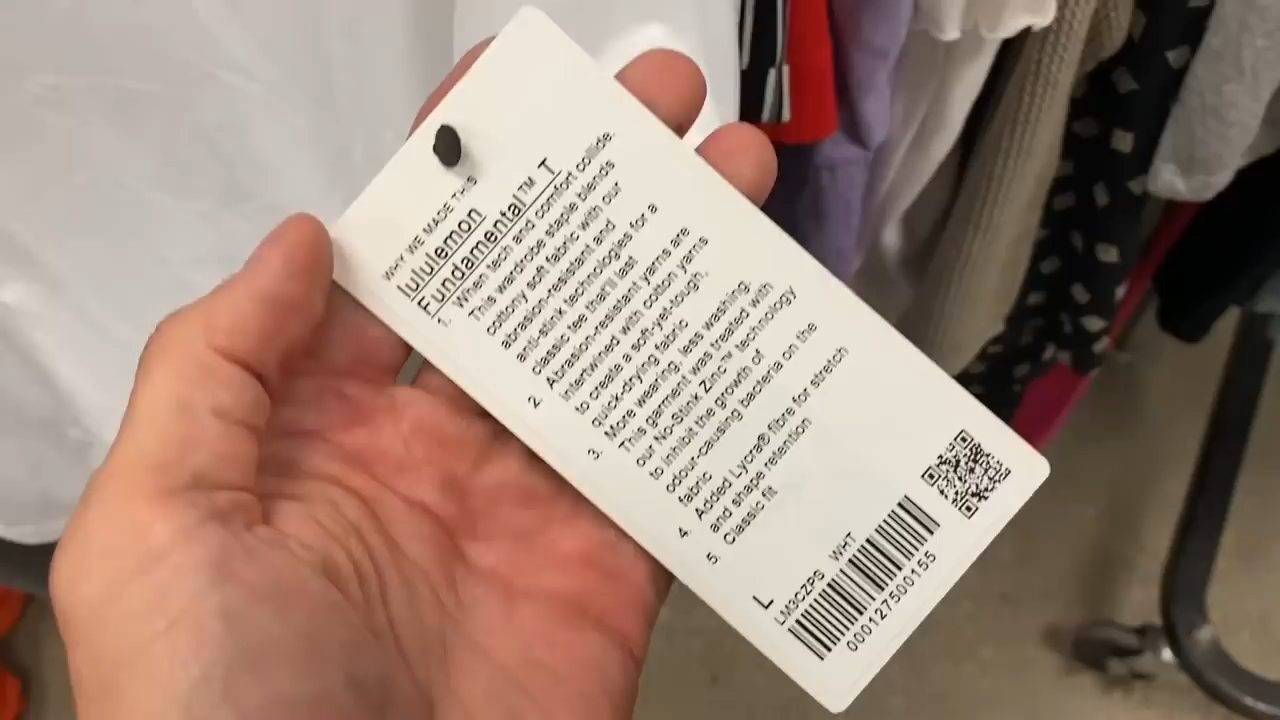 WHY WE MADE THIS
lululemon
Fundamental™ T
1. When tech and comfort collide.
This wardrobe staple blends
cottony soft fabric with our
abrasion-resistant and
anti-stink technologies for a
classic tee that'll last
2. Abrasion-resistant yarns are
intertwined with cotton yarns
to create a soft-yet-tough,
quick-drying fabric
3. More wearing, less washing.
This garment was treated with
our No-Stink Zinc™ technology
to inhibit the growth of
odour-causing bacteria on the
fabric
4. Added Lycra® fibre for stretch
and shape retention
5. Classic fit
L
LM3CZPS WHT
000127500155